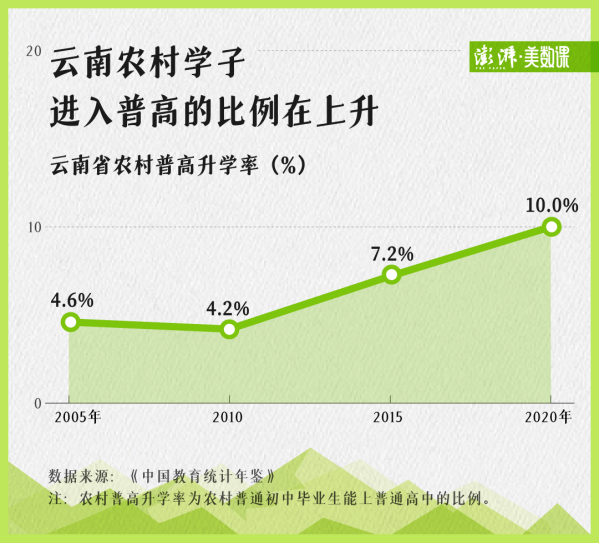 20
云南农村学子
澎湃·美数课
THE PAPER
进入普高的比例在上升
云南省农村普高升学率（%）
10.0%
10
7.2%
4.6%
4.2%
0
2005年 2010 2015 2020年
数据来源：《中国教育统计年鉴》
注：农村普高升学率为农村普通初中毕业生能上普通高中的比例。